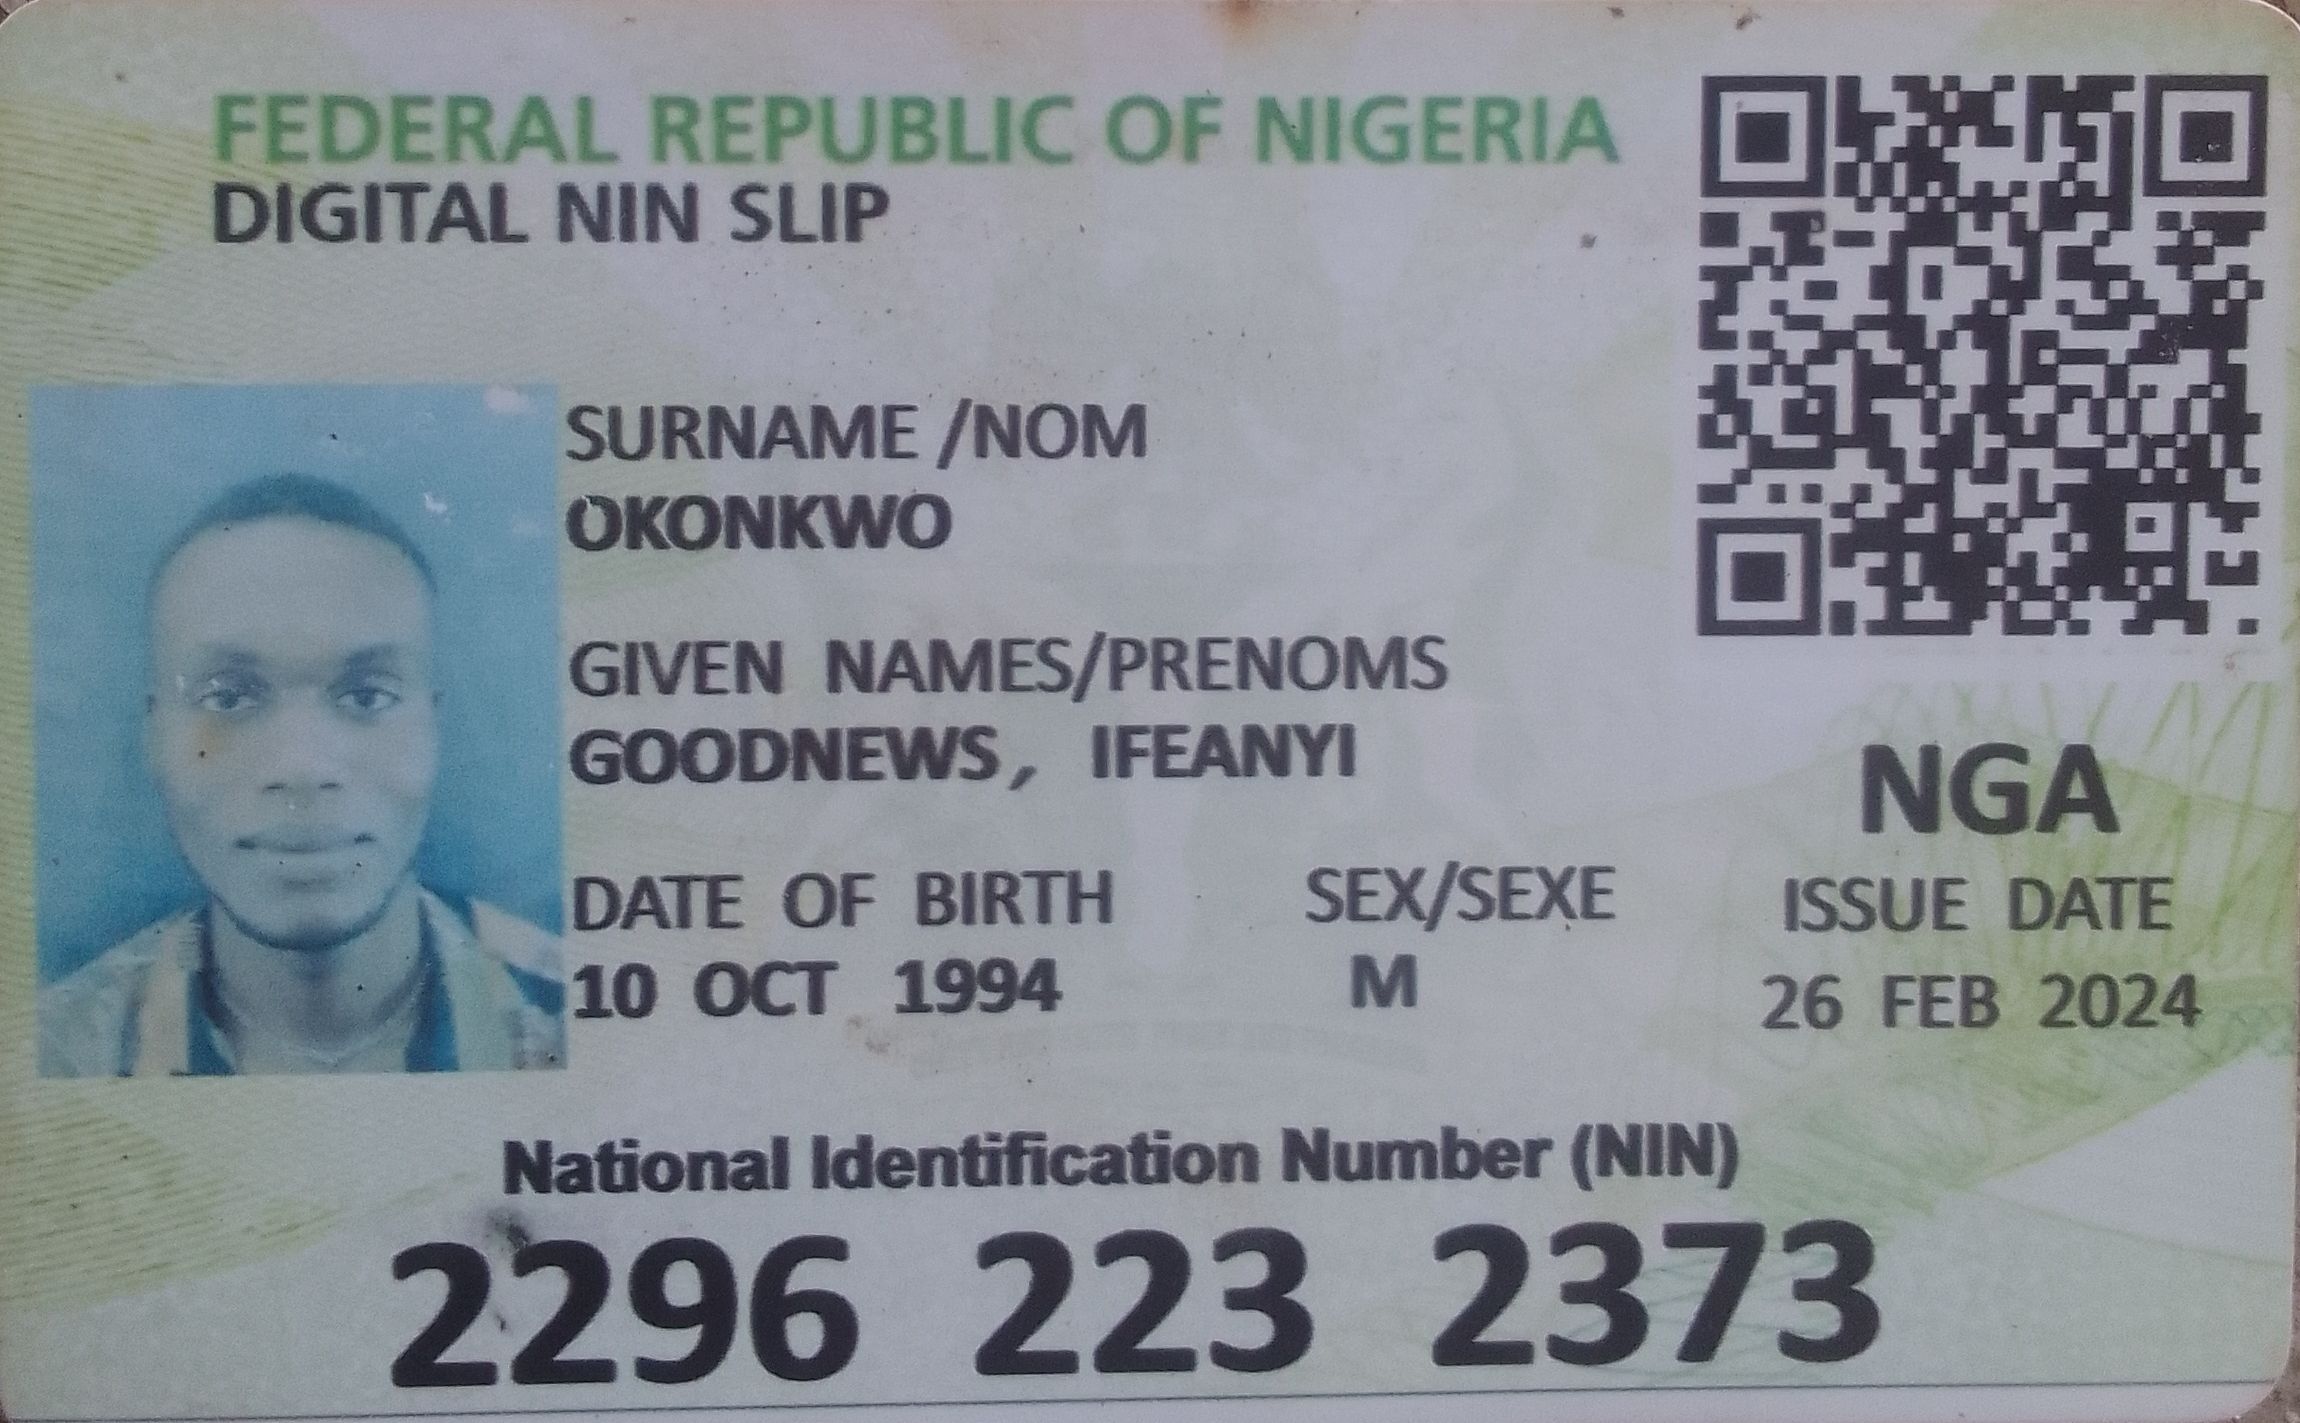 FEDERAL REPUBLIC OF NIGERIA
DIGITAL NIN SLIP
SURNAME /NOM
OKONKWO
GIVEN NAMES/PRENOMS
GOODNEWS, IFEANYI
DATE OF BIRTH SEX/SEXE
10 OCT 1994 M
NGA
ISSUE DATE
26 FEB 2024
National Identification Number (NIN)
2296 223 2373